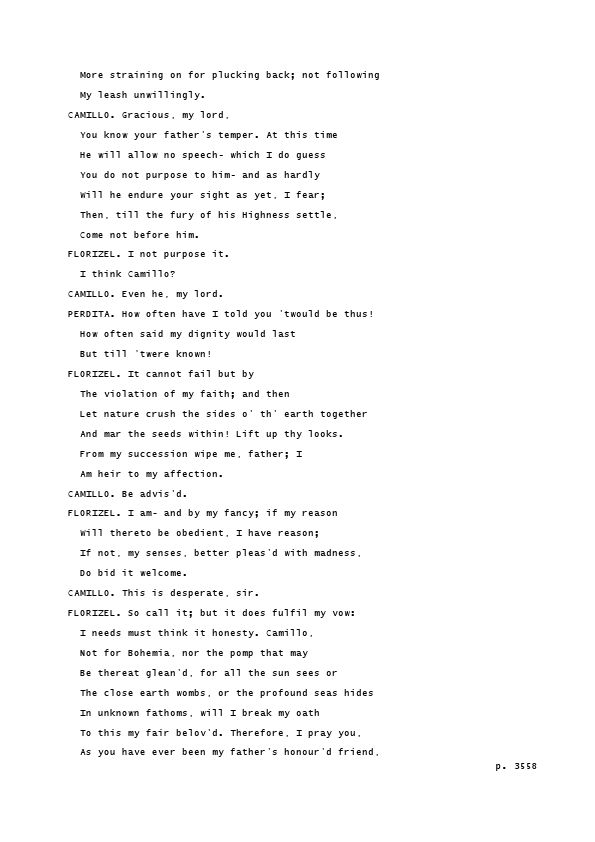 More straining on for plucking back; not following
My leash unwillingly.
CAMILLO. Gracious, my lord,
You know your father's temper. At this time
He will allow no speech- which I do guess
You do not purpose to him- and as hardly
Will he endure your sight as yet, I fear;
Then, till the fury of his Highness settle,
Come not before him.
FLORIZEL. I not purpose it.
I think Camillo?
CAMILLO. Even he, my lord.
PERDITA. How often have I told you 'twould be thus!
How often said my dignity would last
But till 'twere known!
FLORIZEL. It cannot fail but by
The violation of my faith; and then
Let nature crush the sides o' th' earth together
And mar the seeds within! Lift up thy looks.
From my succession wipe me, father; I
Am heir to my affection.
CAMILLO. Be advis'd.
FLORIZEL. I am- and by my fancy; if my reason
Will thereto be obedient, I have reason;
If not, my senses, better pleas'd with madness,
Do bid it welcome.
CAMILLO. This is desperate, sir.
FLORIZEL. So call it; but it does fulfil my vow:
I needs must think it honesty. Camillo,
Not for Bohemia, nor the pomp that may
Be thereat glean'd, for all the sun sees or
The close earth wombs, or the profound seas hides
In unknown fathoms, will I break my oath
To this my fair belov'd. Therefore, I pray you,
As you have ever been my father's honour'd friend,
p. 3558